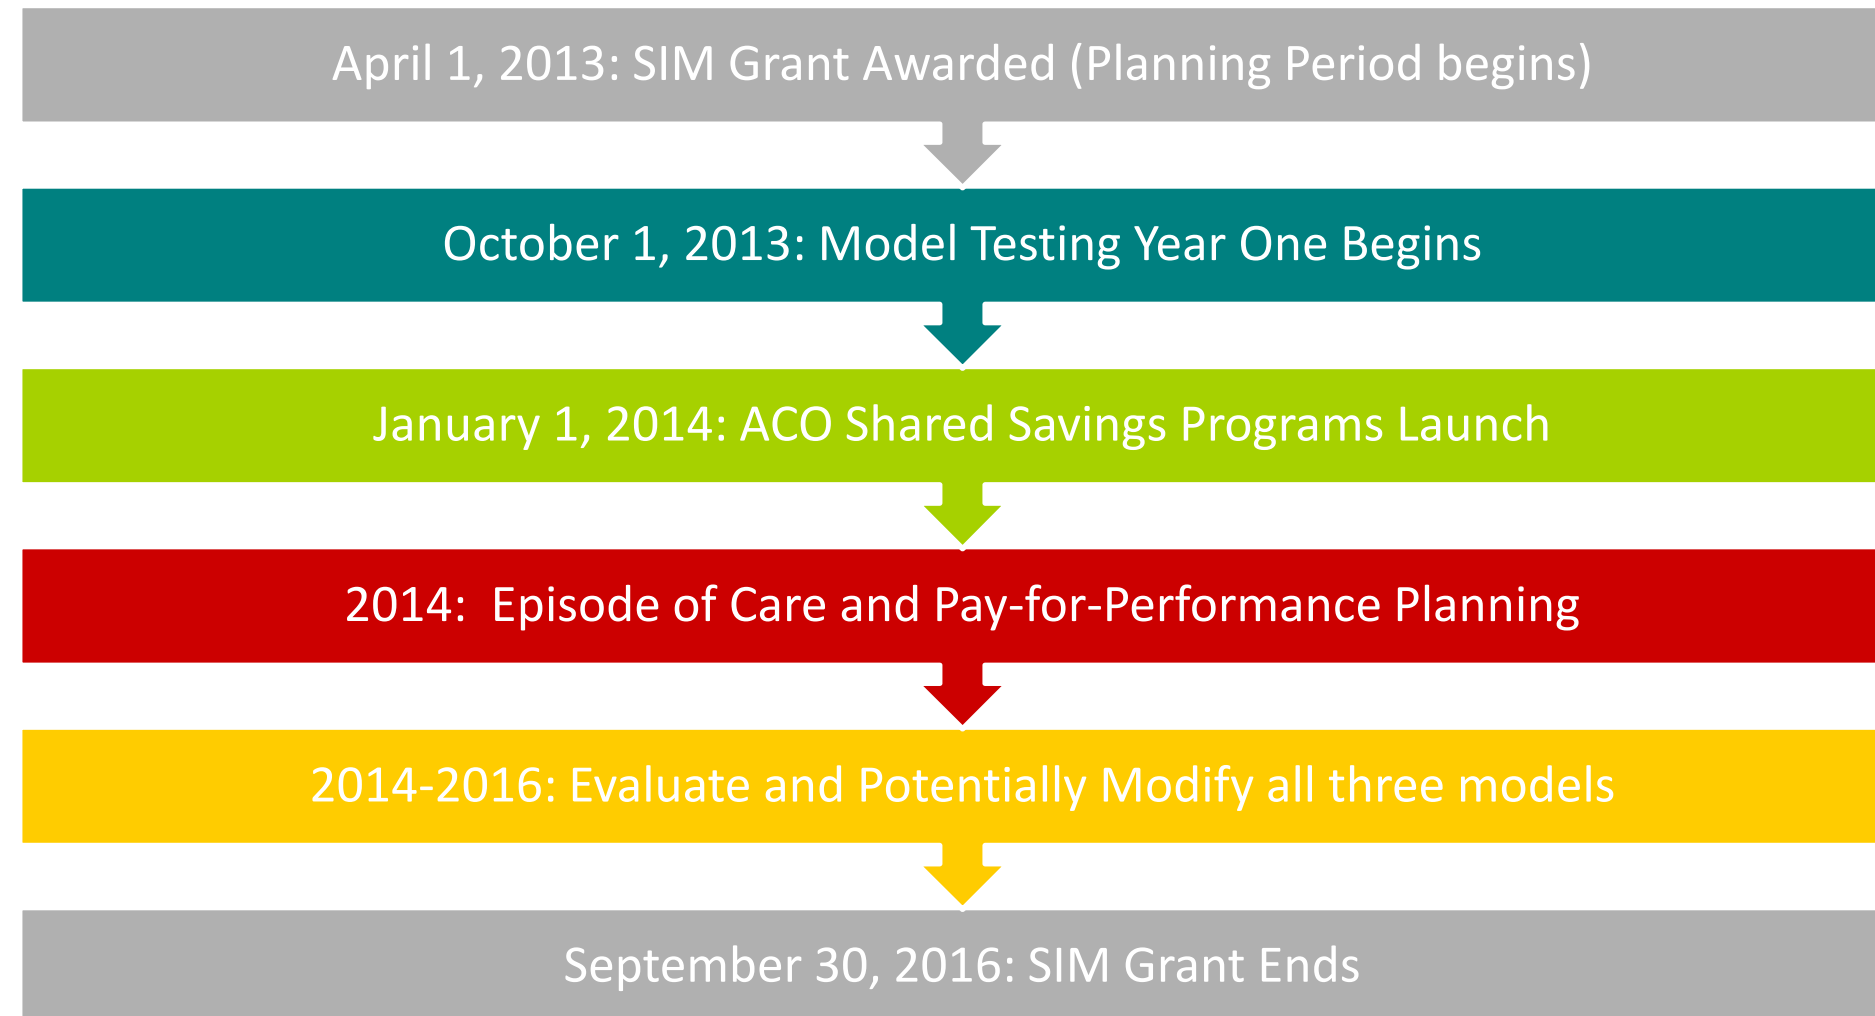 April 1, 2013: SIM Grant Awarded (Planning Period begins)
October 1, 2013: Model Testing Year One Begins
January 1, 2014: ACO Shared Savings Programs Launch
2014:  Episode of Care and Pay-for-Performance Planning
2014-2016: Evaluate and Potentially Modify all three models
September 30, 2016: SIM Grant Ends